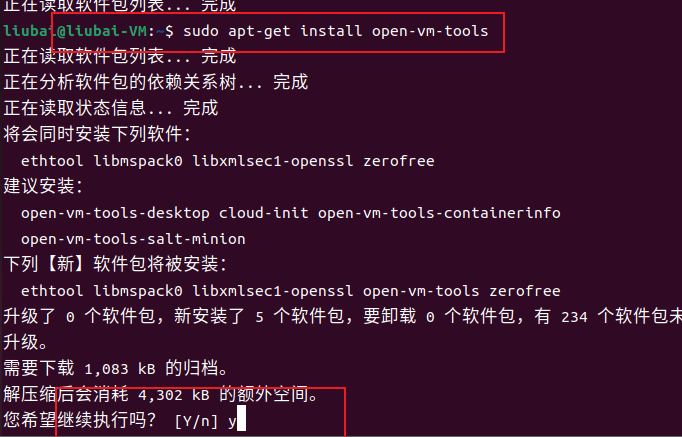 正在读取软件包列表... 完成
liubai@liubai-VM:~$ sudo apt-get install open-vm-tools
正在读取软件包列表... 完成
正在分析软件包的依赖关系树... 完成
正在读取状态信息... 完成
将会同时安装下列软件：
ethtool libmspack0 libxmlsec1-openssl zerofree
建议安装：
open-vm-tools-desktop cloud-init open-vm-tools-containerinfo
open-vm-tools-salt-minion
下列【新】软件包将被安装：
ethtool libmspack0 libxmlsec1-openssl open-vm-tools zerofree
升级了 0 个软件包，新安装了 5 个软件包，要卸载 0 个软件包，有 234 个软件包未
升级。
需要下载 1,083 kB 的归档。
解压缩后会消耗 4,302 kB 的额外空间。
您希望继续执行吗？ [Y/n] y